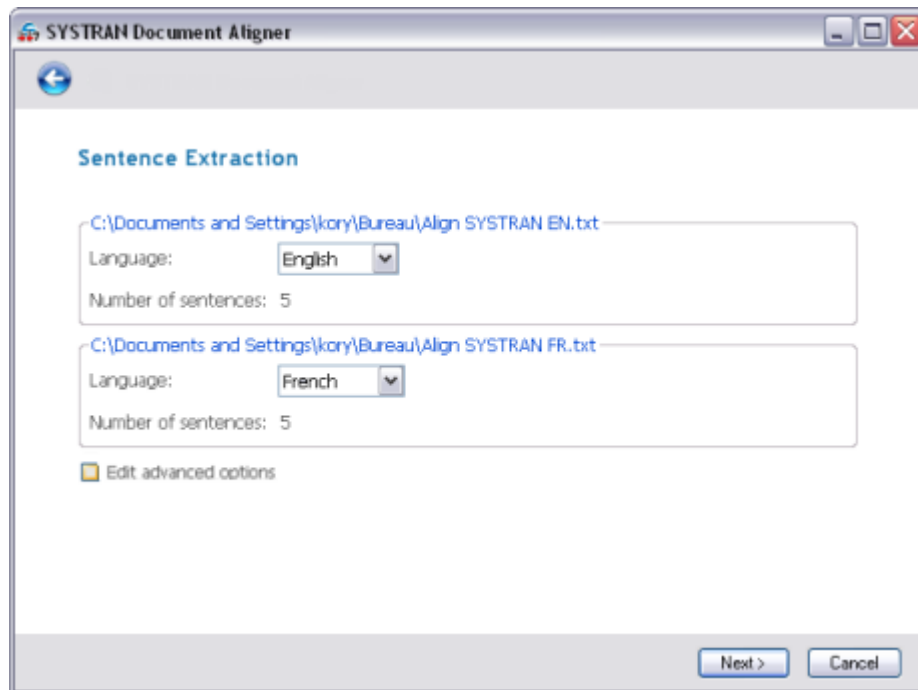 SYSTRAN Document Aligner
Sentence Extraction
C:\Documents and Settings\kory\Bureau\Align SYSTRAN EN.txt
Language: English
Number of sentences: 5
C:\Documents and Settings\kory\Bureau\Align SYSTRAN FR.txt
Language: French
Number of sentences: 5
Edit advanced options
Next > Cancel